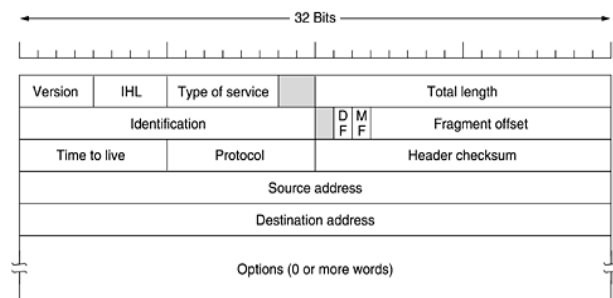 32 Bits
Version IHL Type of service Total length
Identification D F M F Fragment offset
Time to live Protocol Header checksum
Source address
Destination address
Options (0 or more words)